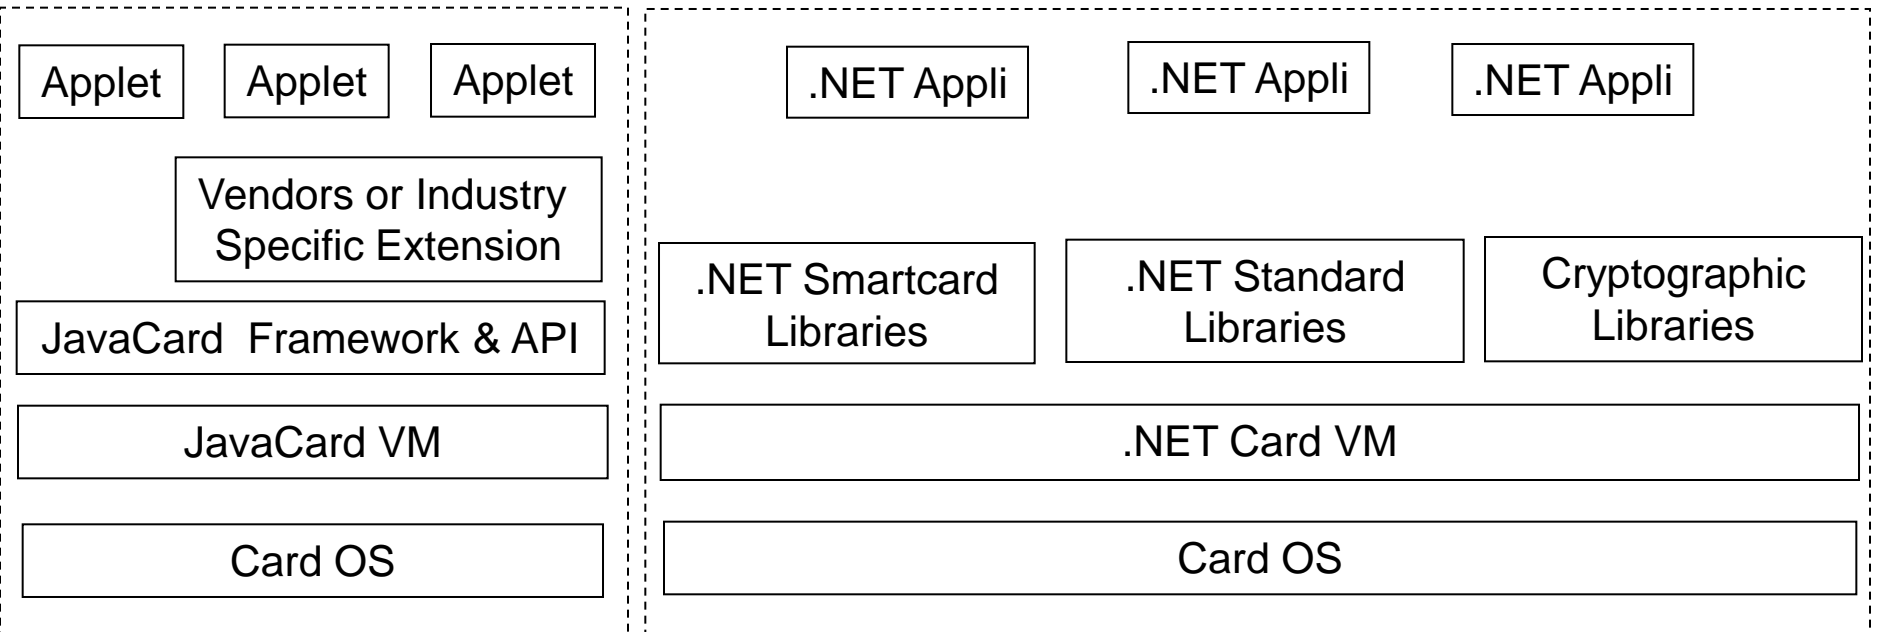 Applet
Applet
Applet
Vendors or Industry
Specific Extension
JavaCard Framework & API
JavaCard VM
Card OS
.NET Appli
.NET Appli
.NET Appli
.NET Smartcard
Libraries
.NET Standard
Libraries
Cryptographic
Libraries
.NET Card VM
Card OS